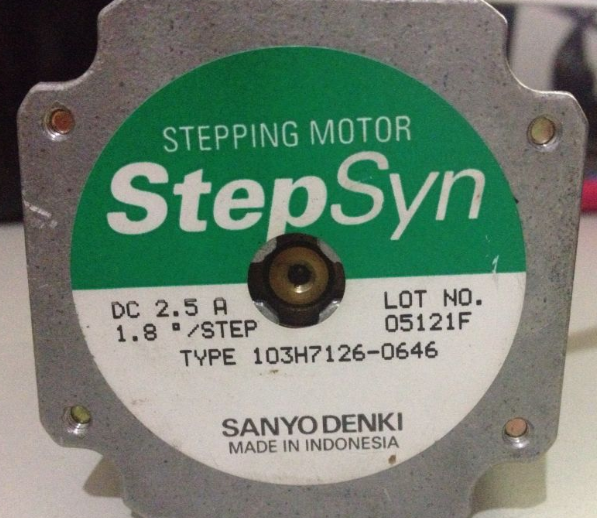 STEPPING MOTOR
StepSyn
DC 2.5 A
1.8 °/STEP
LOT NO.
05121F
TYPE 103H7126-0646
SANYO DENKI
MADE IN INDONESIA